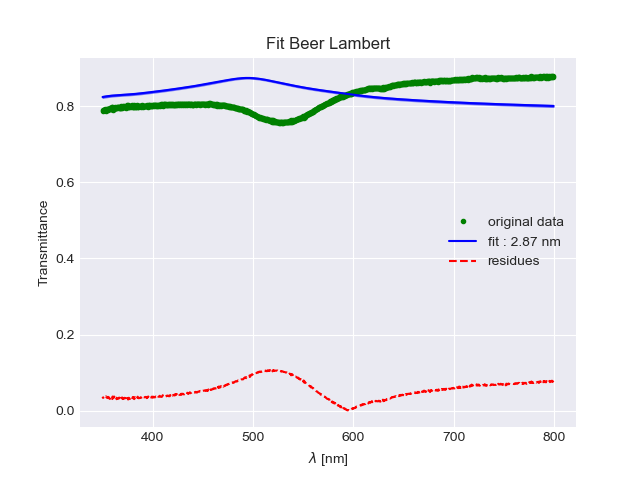 Fit Beer Lambert
Transmittance
0.8
0.6
0.4
0.2
0.0
original data
fit : 2.87 nm
residues
400 500 600 700 800
λ [nm]